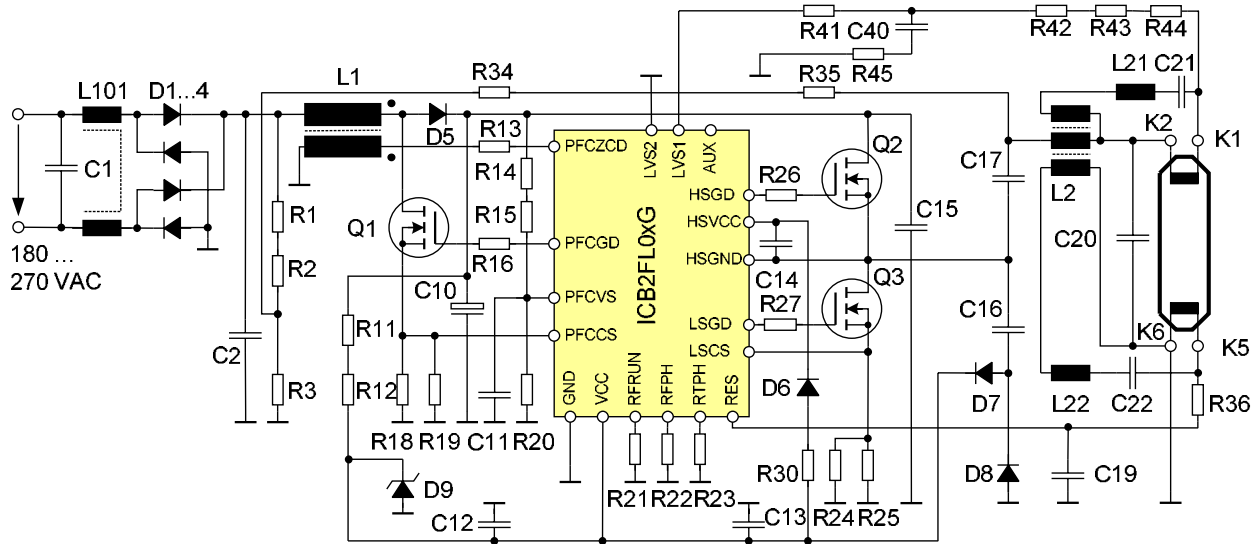 R41
C40
R42
R43
R44
R45
L21
C21
L101
D1...4
L1
R34
R35
D5
R13
PFCZCD
LVS2
LVS1
AUX
Q2
K2
K1
C1
R14
R26
HSGD
C17
L2
R1
R15
HSVCC
C15
Q1
PFCGD
R16
ICB2FL0xG
HSGND
C14
C20
180 ...
270 VAC
R2
C10
PFCVS
Q3
R27
LSGD
C16
R11
PFCCS
LSCS
K6
K5
C2
R3
R12
GND
VCC
RFRUN
RFPH
RTPH
RES
D6
D7
L22
C22
R36
R18
R19
C11
R20
R21
R22
R23
R30
D8
C19
D9
C12
C13
R24
R25